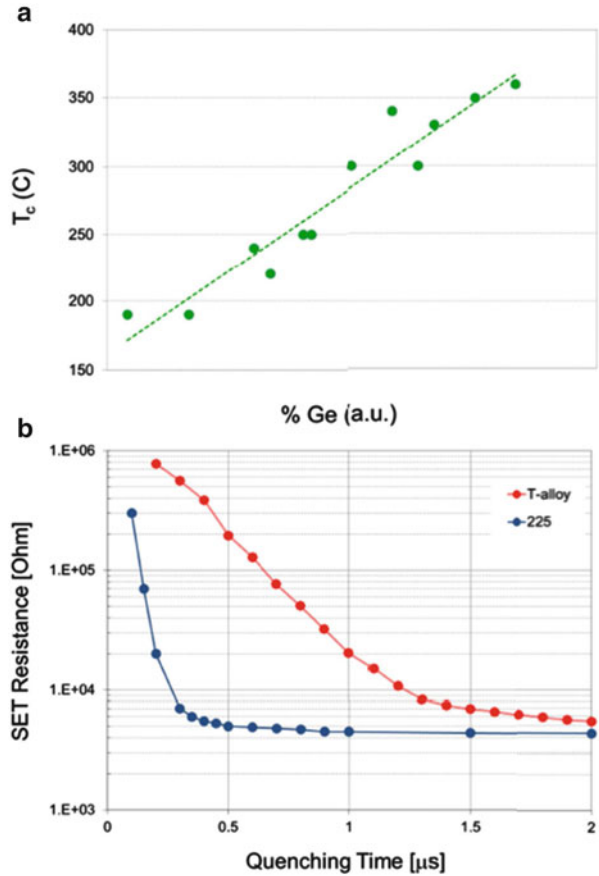 a
400
350
300
250
200
150
T_c (C)
% Ge (a.u.)
b
1.E+06
1.E+05
1.E+04
1.E+03
SET Resistance [Ohm]
T-alloy
225
0
0.5
1
1.5
2
Quenching Time [µs]